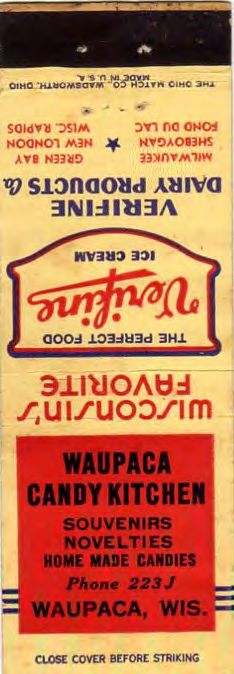 WISCONSIN'S
FAVORITE
THE PERFECT FOOD
Verifine
ICE CREAM
VERIFINE
DAIRY PRODUCTS Co
MILWAUKEE GREEN BAY
SHEBOYGAN ★ NEW LONDON
FOND DU LAC WISC. RAPIDS
THE OHIO MATCH CO. WADSWORTH, OHIO
MADE IN U.S.A.
WAUPACA
CANDY KITCHEN
SOUVENIRS
NOVELTIES
HOME MADE CANDIES
Phone 223J
WAUPACA, WIS.
CLOSE COVER BEFORE STRIKING